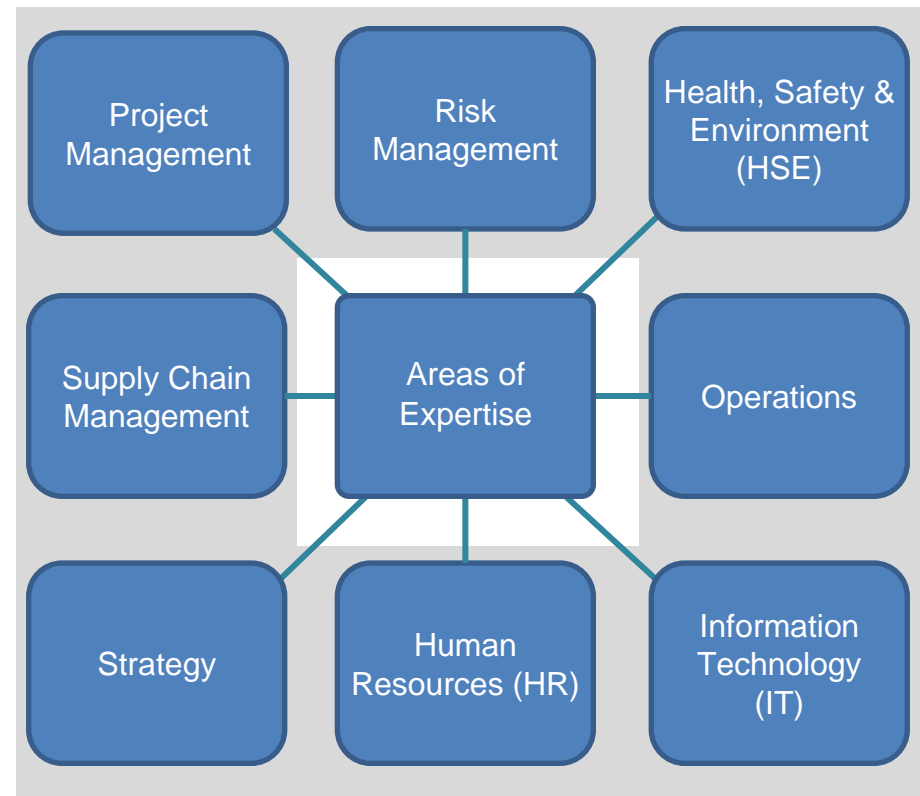 Project
Management
Risk
Management
Health, Safety &
Environment
(HSE)
Supply Chain
Management
Areas of
Expertise
Operations
Strategy
Human
Resources (HR)
Information
Technology
(IT)